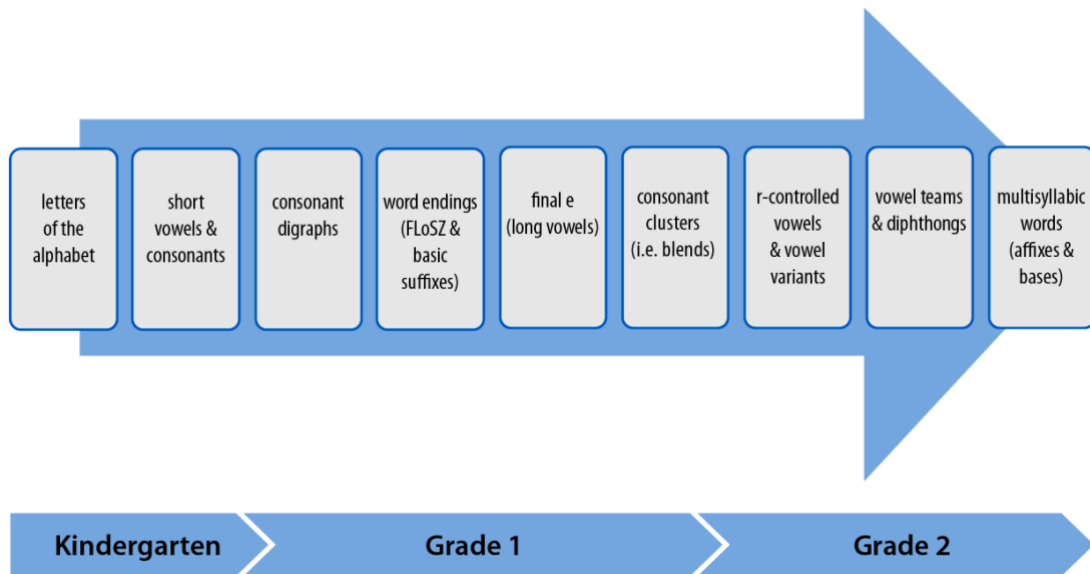 letters
of the
alphabet
short
vowels &
consonants
consonant
digraphs
word endings
(FLoSZ &
basic
suffixes)
final e
(long vowels)
consonant
clusters
(i.e. blends)
r-controlled
vowels
& vowel
variants
vowel teams
& diphthongs
multisyllabic
words
(affixes &
bases)
Kindergarten
Grade 1
Grade 2